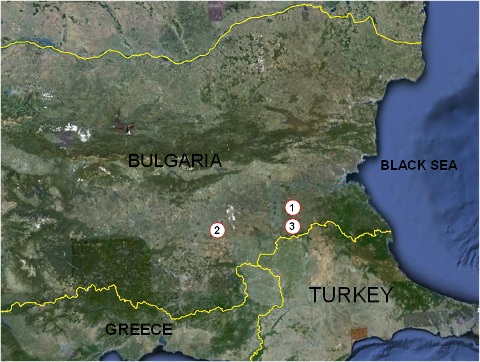 BULGARIA
BLACK SEA
1
2
3
TURKEY
GREECE